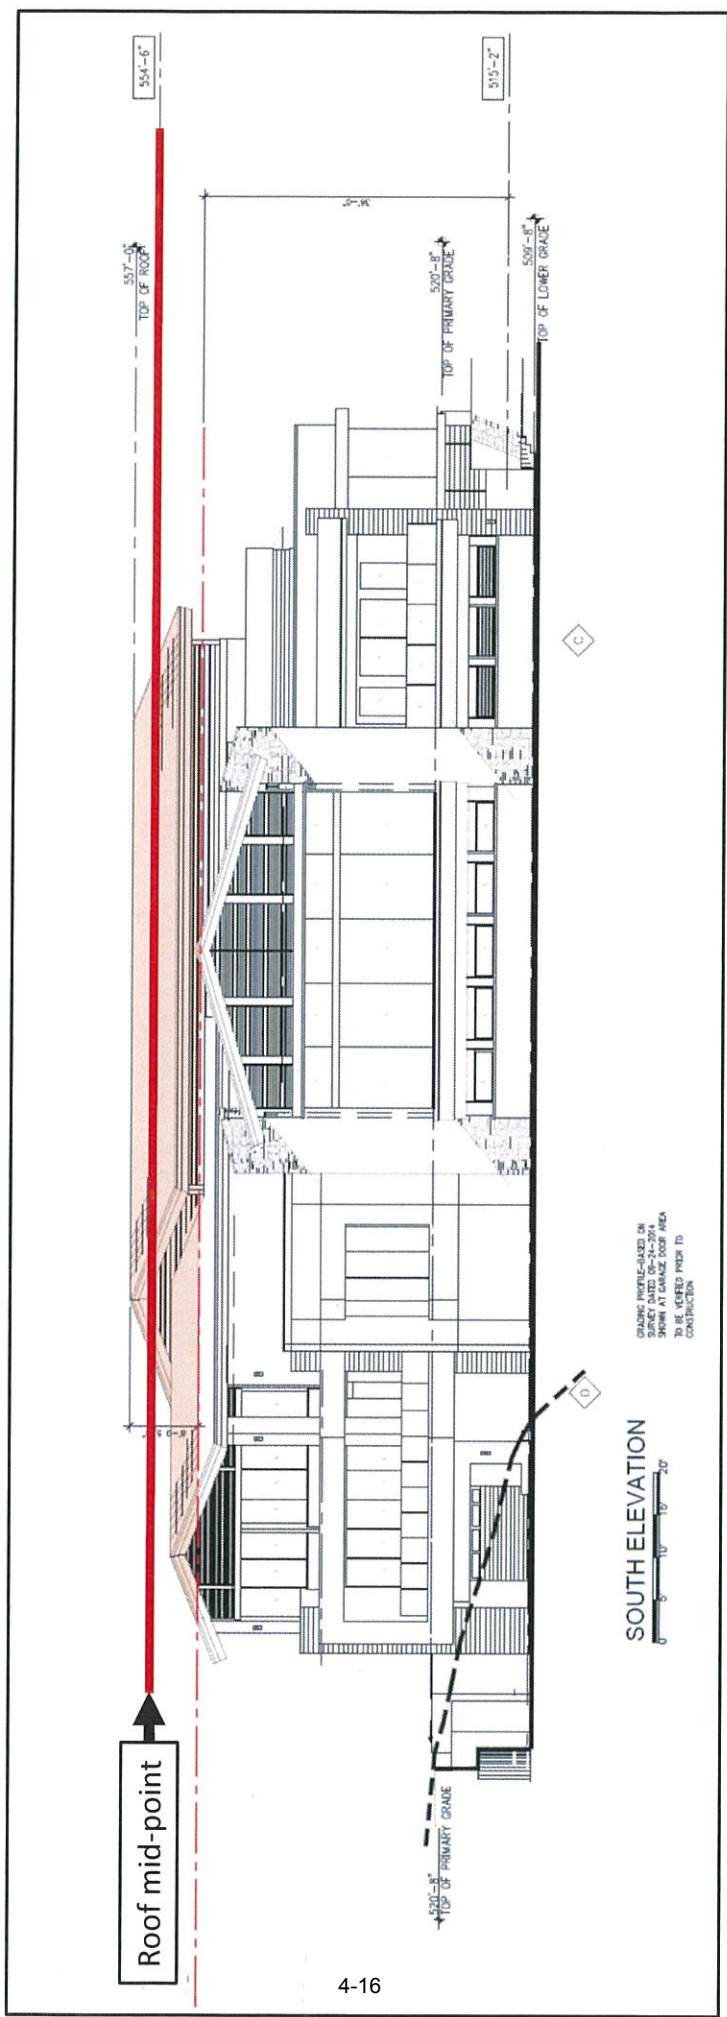 554'-6"
557'-0"
TOP OF ROOF
515'-2"
520'-8"
TOP OF PRIMARY GRADE
509'-8"
TOP OF LOWER GRADE
C
Roof mid-point
520'-8"
TOP OF PRIMARY GRADE
D
SOUTH ELEVATION
0 5' 10' 15' 20'
GRADING PROFILE-BASED ON
SURVEY DATED 09-24-2014
SHOWN AT GARAGE DOOR AREA
TO BE VERIFIED PRIOR TO
CONSTRUCTION
4-16